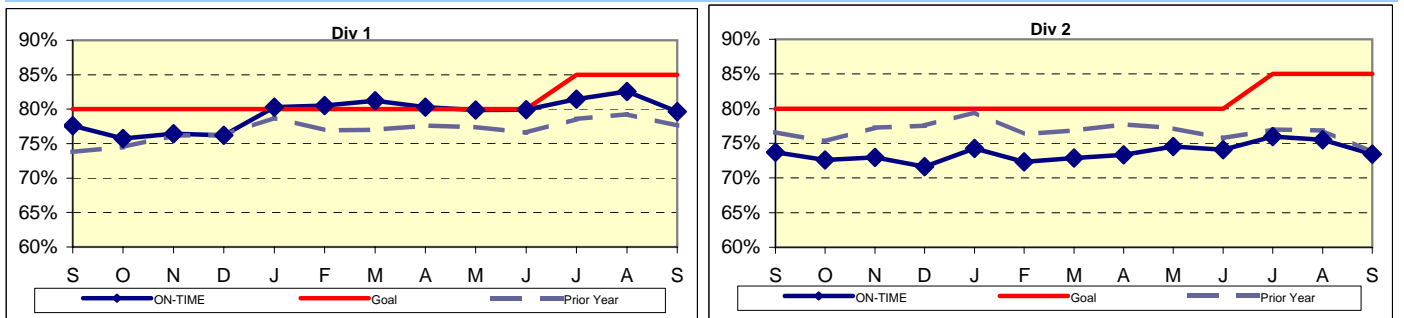 Div 1
90%
85%
80%
75%
70%
65%
60%
S O N D J F M A M J J A S
ON-TIME Goal Prior Year
Div 2
90%
85%
80%
75%
70%
65%
60%
S O N D J F M A M J J A S
ON-TIME Goal Prior Year